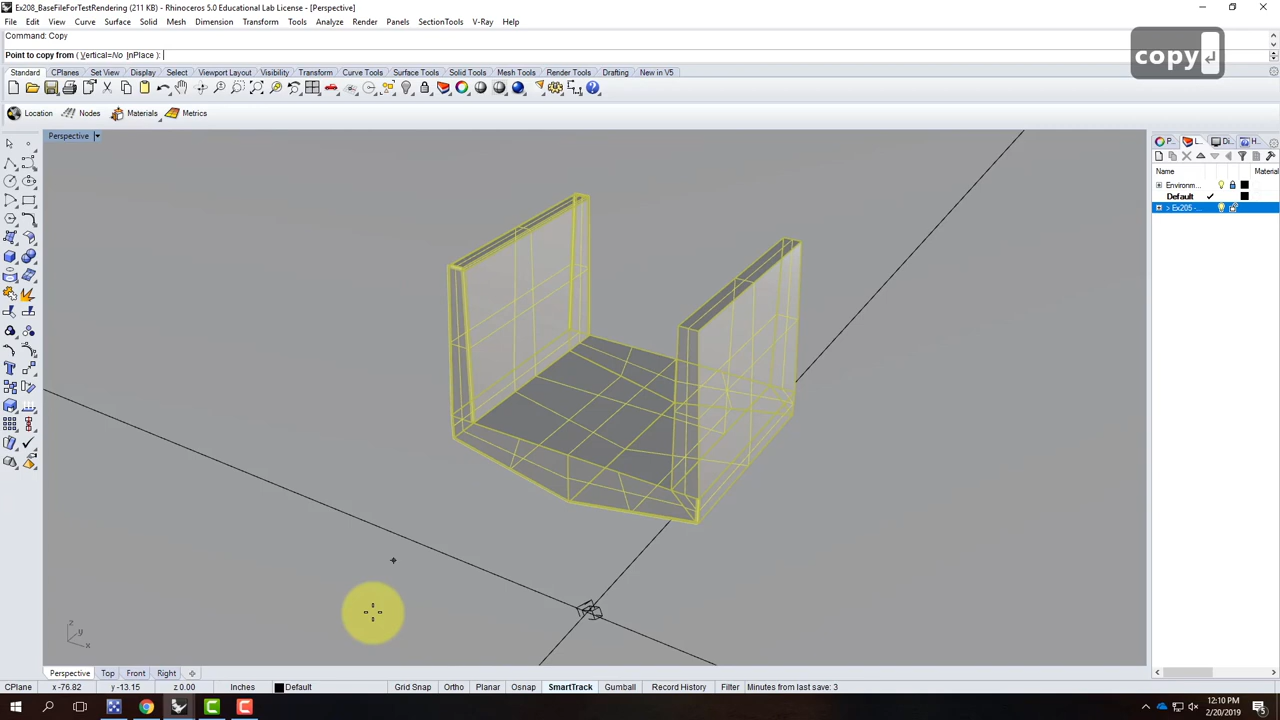 Ex208_BaseFileForTestRendering (211 KB) - Rhinoceros 5.0 Educational Lab License - [Perspective]
File Edit View Curve Surface Solid Mesh Dimension Transform Tools Analyze Render Panels SectionTools V-Ray Help
Command: Copy
Point to copy from ( Vertical=No InPlace ):
copy
Standard CPlanes Set View Display Select Viewport Layout Visibility Transform Curve Tools Surface Tools Solid Tools Mesh Tools Render Tools Drafting New in V5
Location Nodes Materials Metrics
Perspective
P... L... Di... H...
Name Material
Environm...
Default
> Ex205 -...
z
y
x
Perspective Top Front Right
CPlane x -76.82 y -13.15 z 0.00 Inches Default Grid Snap Ortho Planar Osnap SmartTrack Gumball Record History Filter Minutes from last save: 3
12:10 PM
2/20/2019